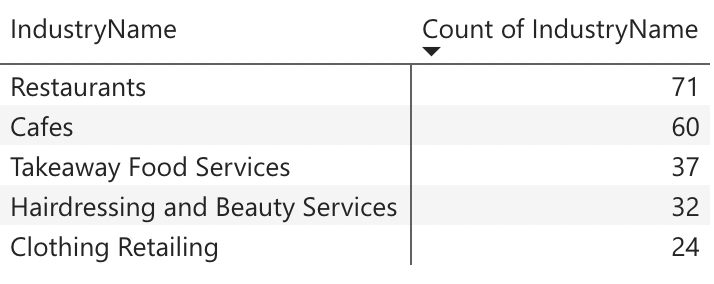 IndustryName Count of IndustryName
Restaurants 71
Cafes 60
Takeaway Food Services 37
Hairdressing and Beauty Services 32
Clothing Retailing 24